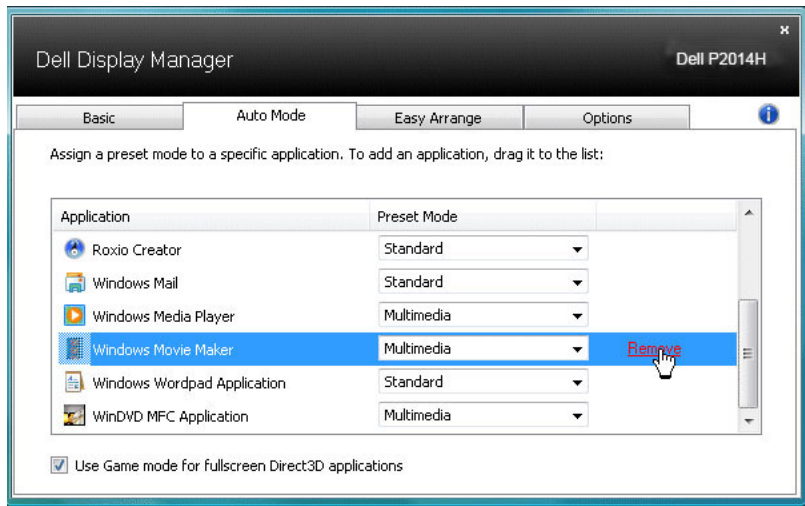 x
Dell Display Manager Dell P2014H
Basic Auto Mode Easy Arrange Options i
Assign a preset mode to a specific application. To add an application, drag it to the list:
Application Preset Mode
Roxio Creator Standard
Windows Mail Standard
Windows Media Player Multimedia
Windows Movie Maker Multimedia Remove
Windows Wordpad Application Standard
WinDVD MFC Application Multimedia
Use Game mode for fullscreen Direct3D applications